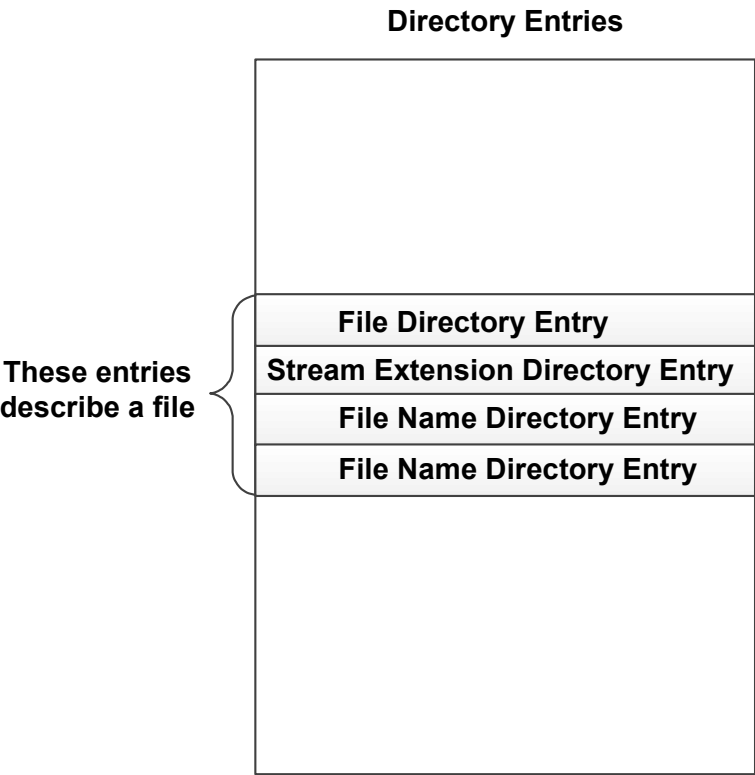 Directory Entries
File Directory Entry
These entries
describe a file
Stream Extension Directory Entry
File Name Directory Entry
File Name Directory Entry